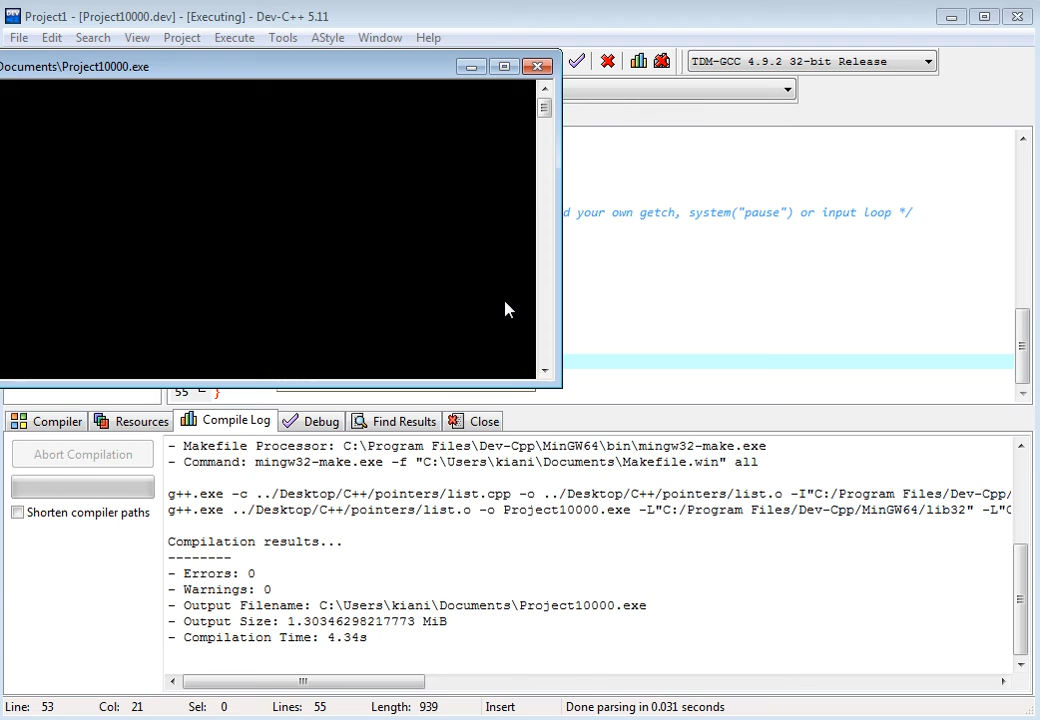 Project1 - [Project10000.dev] - [Executing] - Dev-C++ 5.11
File Edit Search View Project Execute Tools AStyle Window Help
Documents\Project10000.exe
TDM-GCC 4.9.2 32-bit Release
d your own getch, system("pause") or input loop */
55 }
Compiler Resources Compile Log Debug Find Results Close
Abort Compilation
Shorten compiler paths
- Makefile Processor: C:\Program Files\Dev-Cpp\MinGW64\bin\mingw32-make.exe
- Command: mingw32-make.exe -f "C:\Users\kiani\Documents\Makefile.win" all
g++.exe -c ../Desktop/C++/pointers/list.cpp -o ../Desktop/C++/pointers/list.o -I"C:/Program Files/Dev-Cpp/
g++.exe ../Desktop/C++/pointers/list.o -o Project10000.exe -L"C:/Program Files/Dev-Cpp/MinGW64/lib32" -L"C
Compilation results...
--------
- Errors: 0
- Warnings: 0
- Output Filename: C:\Users\kiani\Documents\Project10000.exe
- Output Size: 1.30346298217773 MiB
- Compilation Time: 4.34s
Line: 53 Col: 21 Sel: 0 Lines: 55 Length: 939 Insert Done parsing in 0.031 seconds